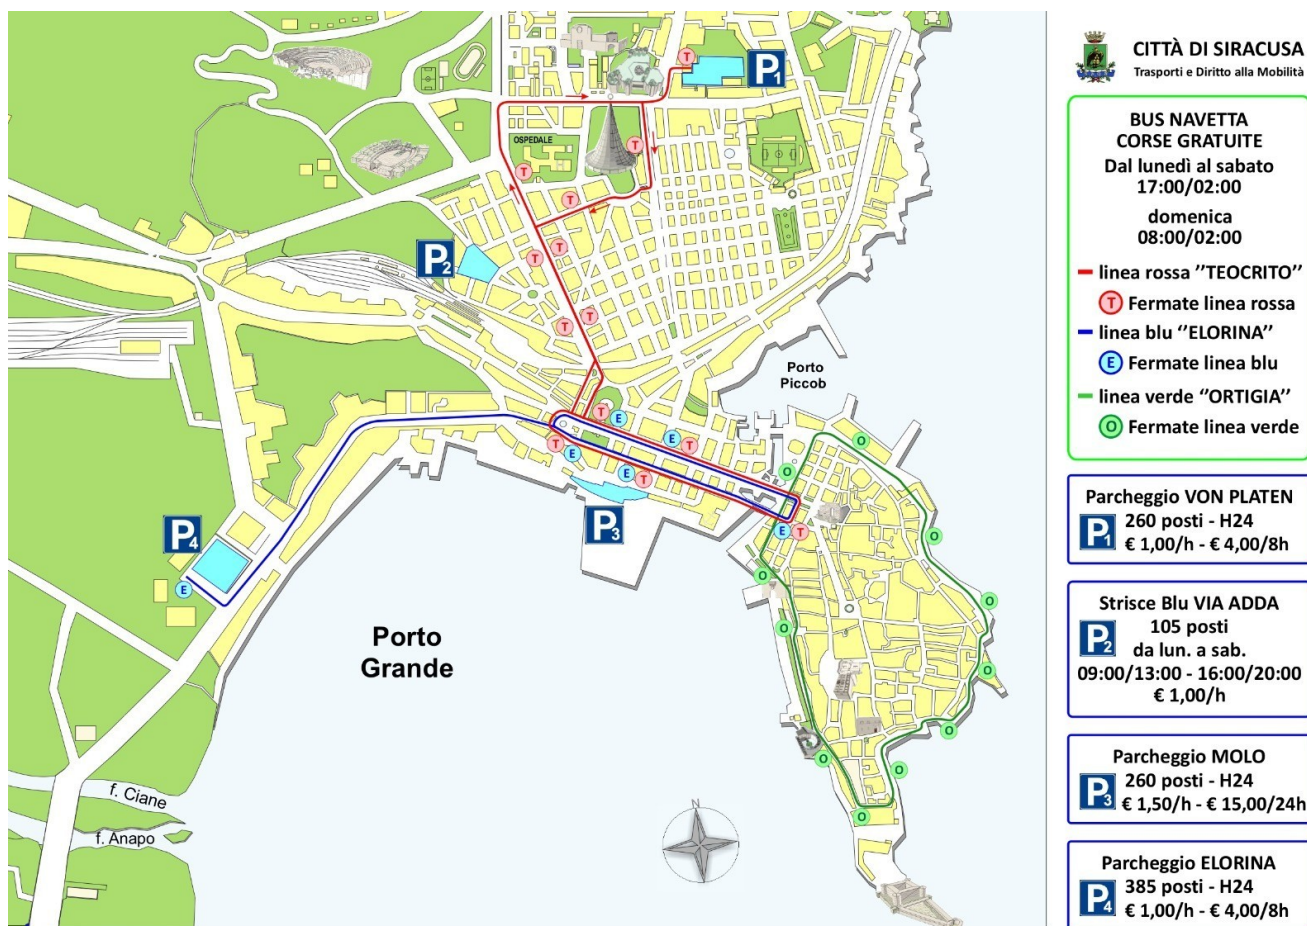 CITTÀ DI SIRACUSA
Trasporti e Diritto alla Mobilità
BUS NAVETTA
CORSE GRATUITE
Dal lunedì al sabato
17:00/02:00
domenica
08:00/02:00
linea rossa ”TEOCRITO”
T Fermate linea rossa
linea blu ”ELORINA”
E Fermate linea blu
linea verde ”ORTIGIA”
O Fermate linea verde
Parcheggio VON PLATEN
P1 260 posti - H24
€ 1,00/h - € 4,00/8h
Strisce Blu VIA ADDA
P2 105 posti
da lun. a sab.
09:00/13:00 - 16:00/20:00
€ 1,00/h
Parcheggio MOLO
P3 260 posti - H24
€ 1,50/h - € 15,00/24h
Parcheggio ELORINA
P4 385 posti - H24
€ 1,00/h - € 4,00/8h
T
P1
OSPEDALE
T
T
T
P2
T
T
T
T
Porto
Piccob
T
E
E
T
T
E
E
T
P3
E
T
P4
E
O
O
O
O
O
O
O
O
O
O
O
Porto
Grande
N
f. Ciane
f. Anapo